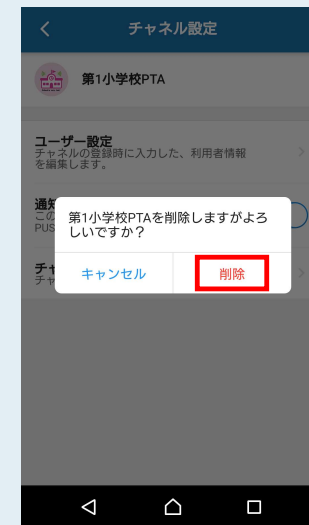 チャネル設定
第1小学校PTA
ユーザー設定
チャネルの登録時に入力した、利用者情報
を編集します。
通知
この
PUS
第1小学校PTAを削除しますがよろ
しいですか？
チャ
チャ
キャンセル
削除